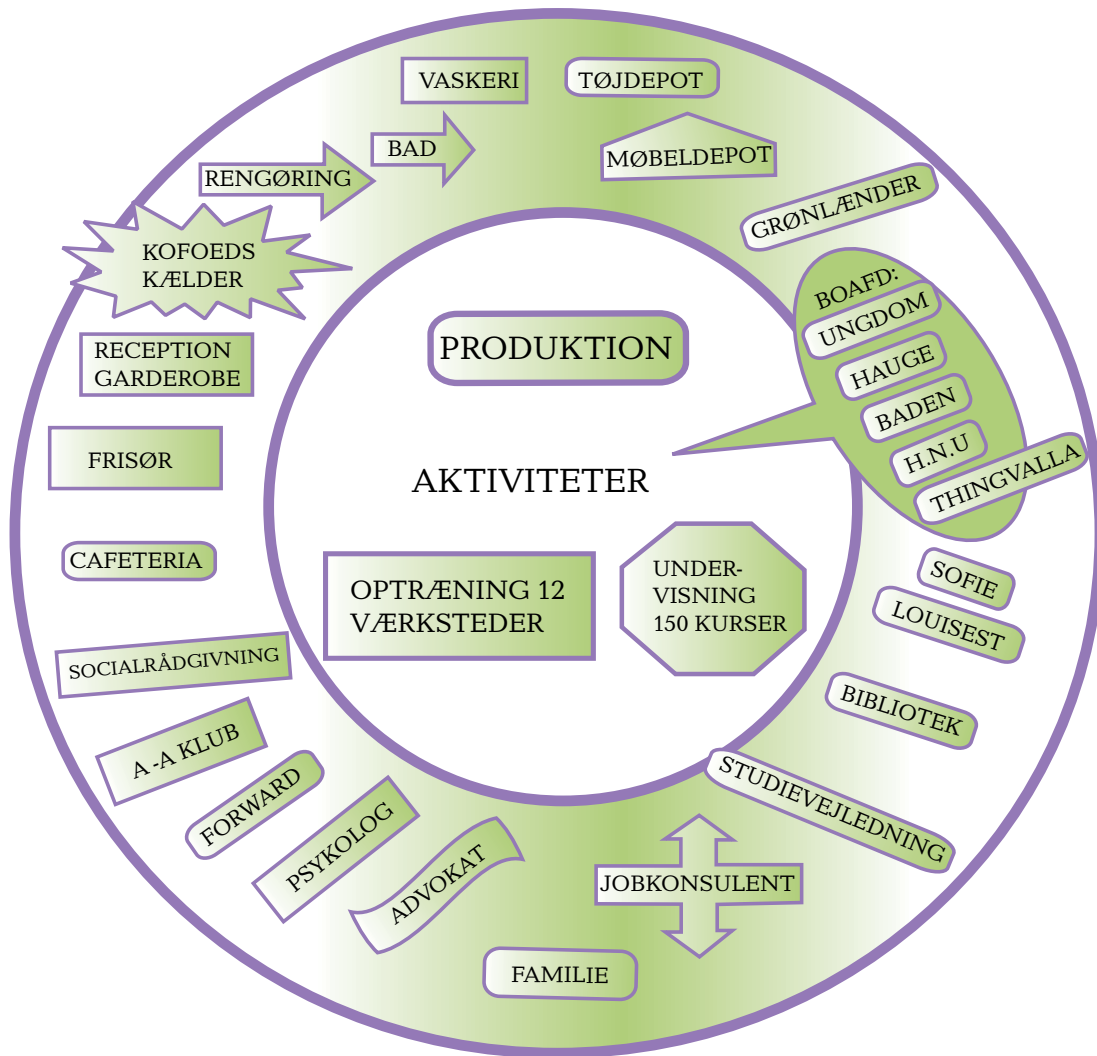 VASKERI
TØJDEPOT
BAD
MØBELDEPOT
RENGØRING
GRØNLÆNDER
KOFOEDS
KÆLDER
BOAFD:
UNGDOM
HAUGE
BADEN
H.N.U
THINGVALLA
RECEPTION
GARDEROBE
PRODUKTION
FRISØR
AKTIVITETER
CAFETERIA
OPTRÆNING 12
VÆRKSTEDER
UNDER-
VISNING
150 KURSER
SOFIE
LOUISEST
SOCIALRÅDGIVNING
BIBLIOTEK
A -A KLUB
FORWARD
STUDIEVEJLEDNING
PSYKOLOG
ADVOKAT
JOBKONSULENT
FAMILIE